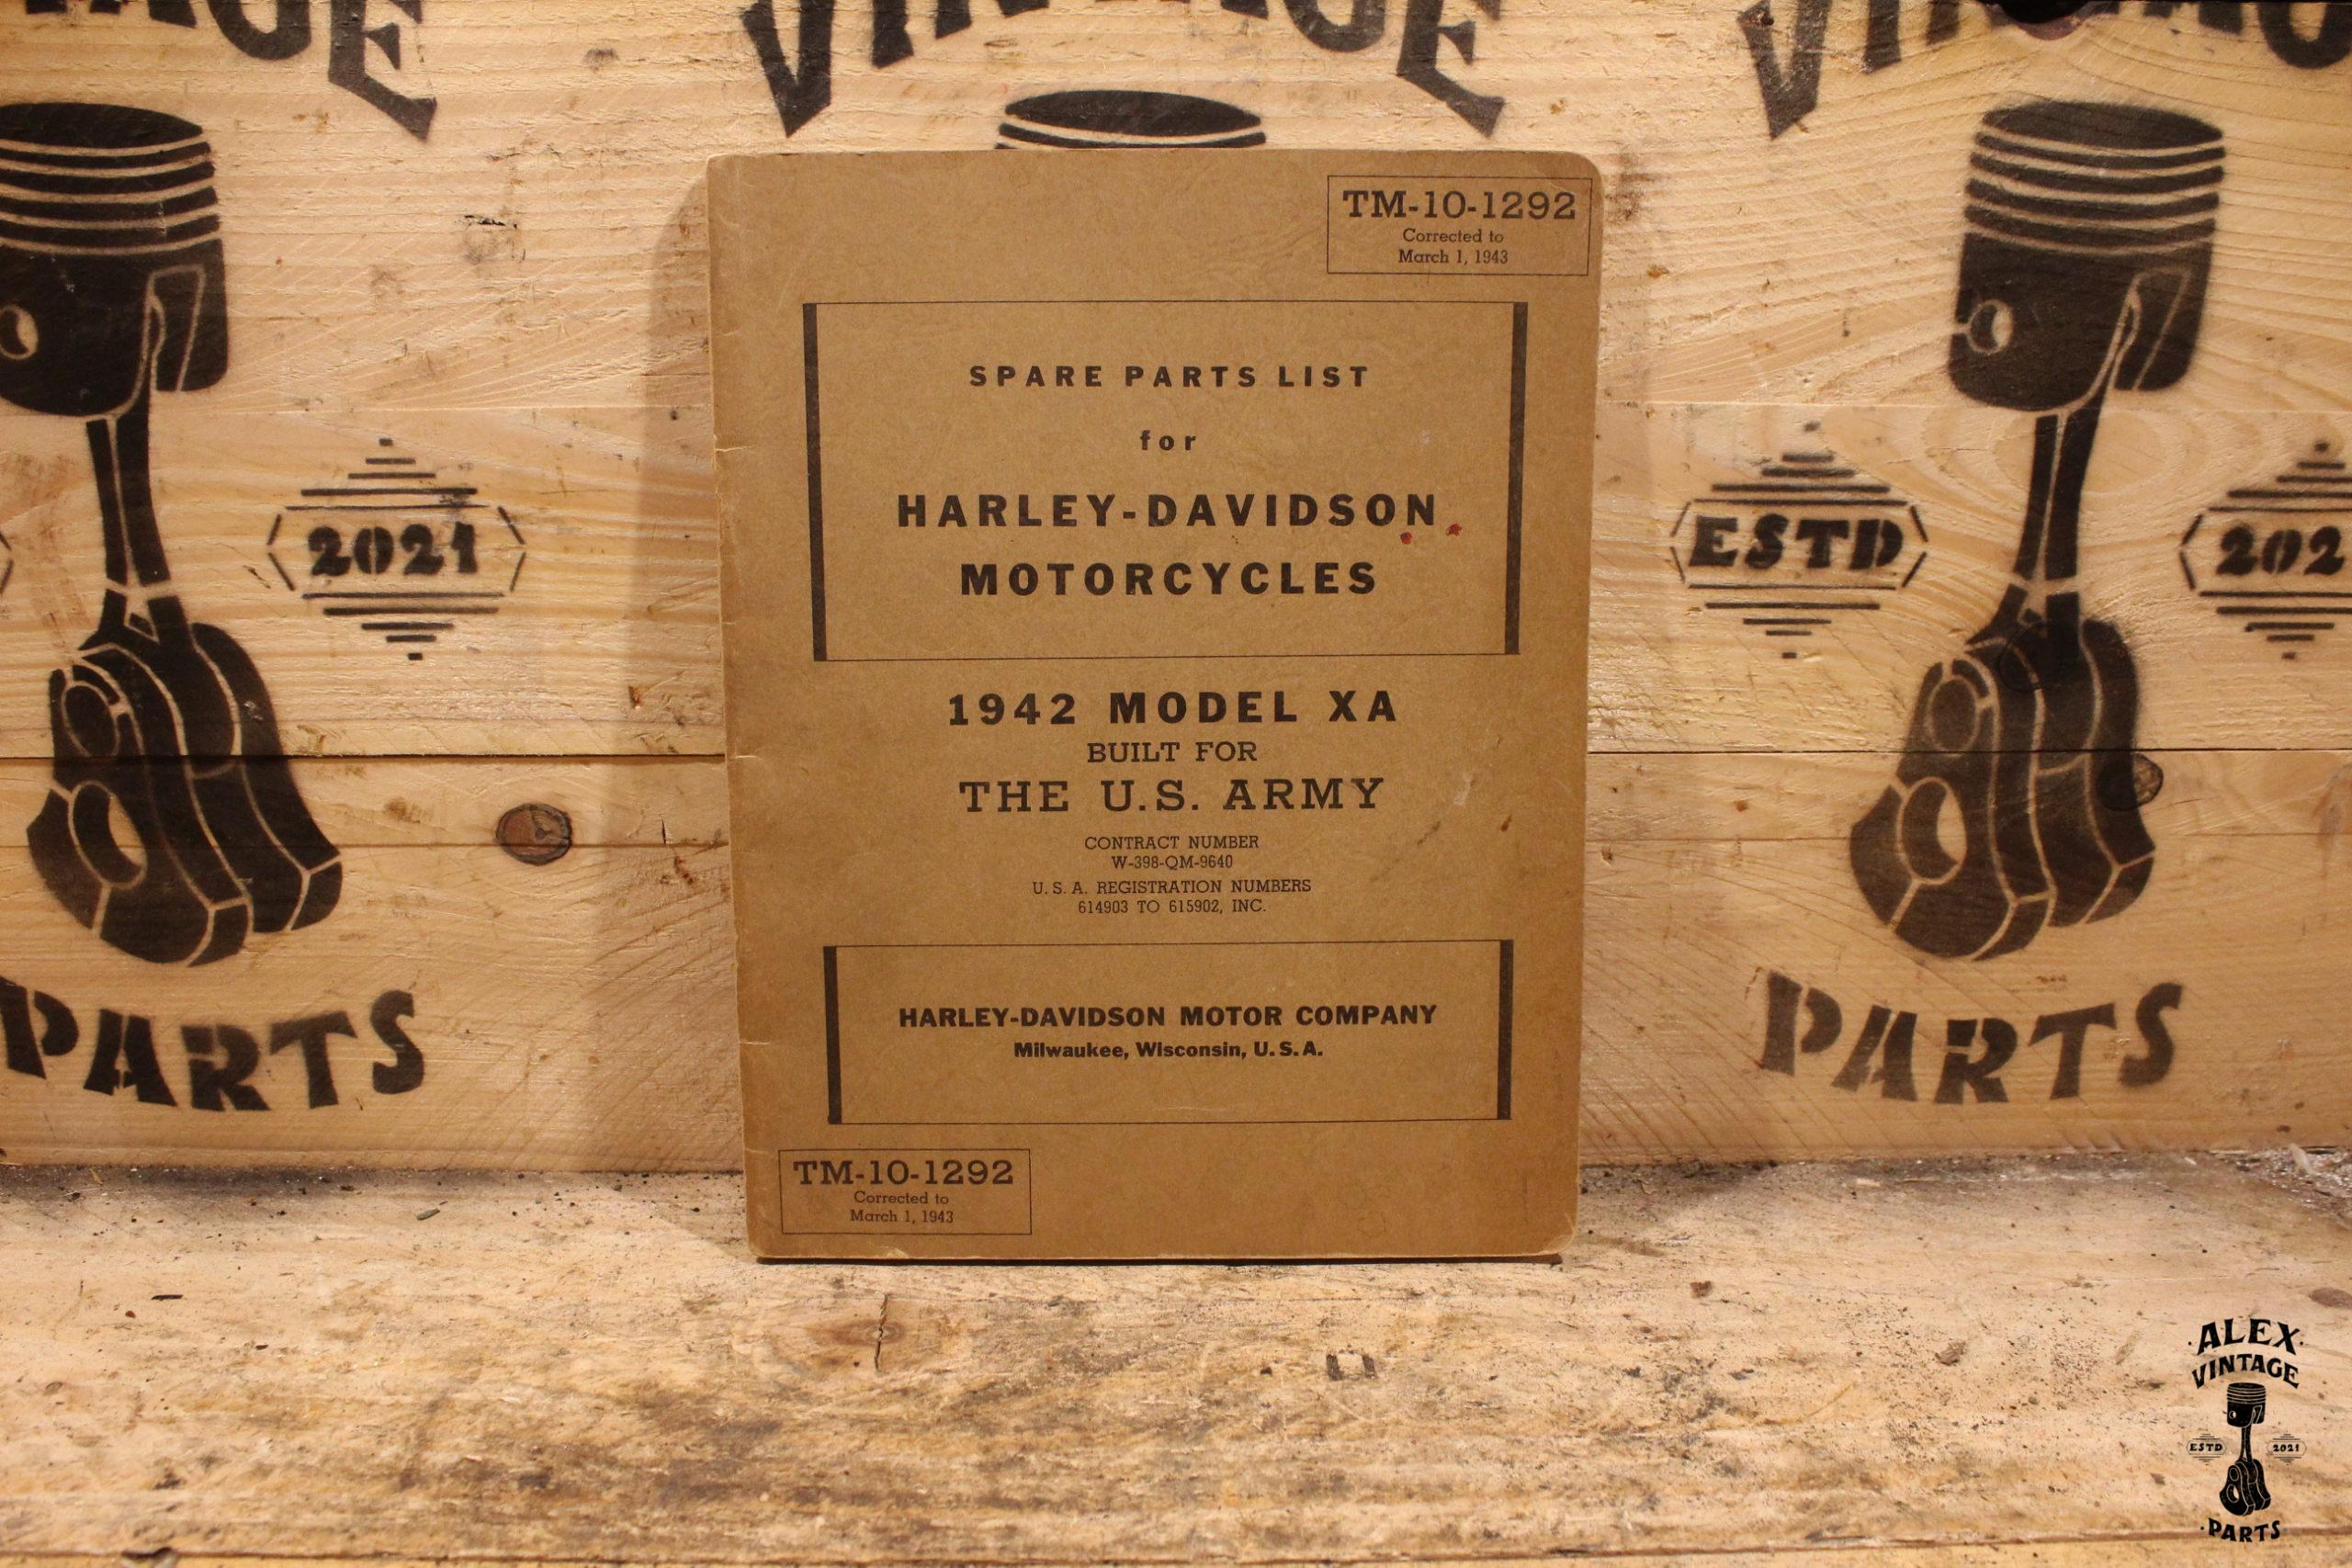 VINTAGE
2021
PARTS
ESTD
PARTS
TM-10-1292
Corrected to
March 1, 1943
SPARE PARTS LIST
for
HARLEY-DAVIDSON
MOTORCYCLES
1942 MODEL XA
BUILT FOR
THE U.S. ARMY
CONTRACT NUMBER
W-398-QM-9640
U.S.A. REGISTRATION NUMBERS
614903 TO 615902, INC.
HARLEY-DAVIDSON MOTOR COMPANY
Milwaukee, Wisconsin, U.S.A.
TM-10-1292
Corrected to
March 1, 1943
ALEX
VINTAGE
ESTD 2021
PARTS